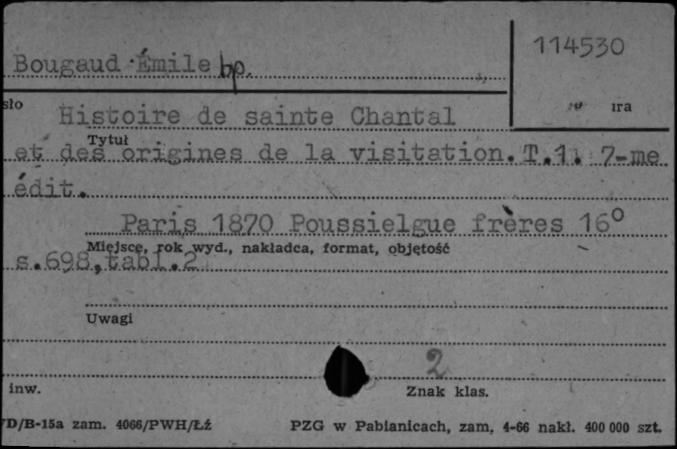 114530
Bougaud Émile bp.
sło
Histoire de sainte Chantal
Tytuł
et des origines de la visitation. T.1. 7-me
édit.
Paris 1870 Poussielgue frères 16°
Miejsce, rok wyd., nakładca, format, objętość
s.698, tabl.2
Uwagi
2
inw.
Znak klas.
/D/B-15a zam. 4066/PWH/Łź
PZG w Pabianicach, zam. 4-66 nakł. 400 000 szt.